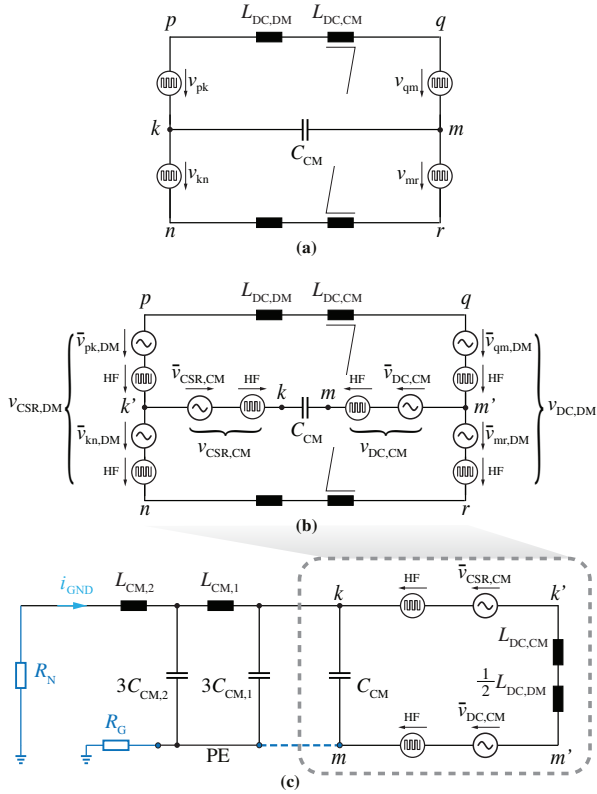 p L_DC,DM L_DC,CM q
v_pk v_qm
k m
C_CM
v_kn v_mr
n r
(a)
p L_DC,DM L_DC,CM q
v̄_pk,DM v̄_qm,DM
HF v̄_CSR,CM HF HF v̄_DC,CM HF
v_CSR,DM k' k m m' v_DC,DM
v̄_kn,DM C_CM v̄_mr,DM
v_CSR,CM v_DC,CM
HF HF
n r
(b)
i_GND L_CM,2 L_CM,1 k HF v̄_CSR,CM k'
L_DC,CM
R_N 3C_CM,2 3C_CM,1 C_CM 1/2 L_DC,DM
R_G HF v̄_DC,CM
PE m m'
(c)